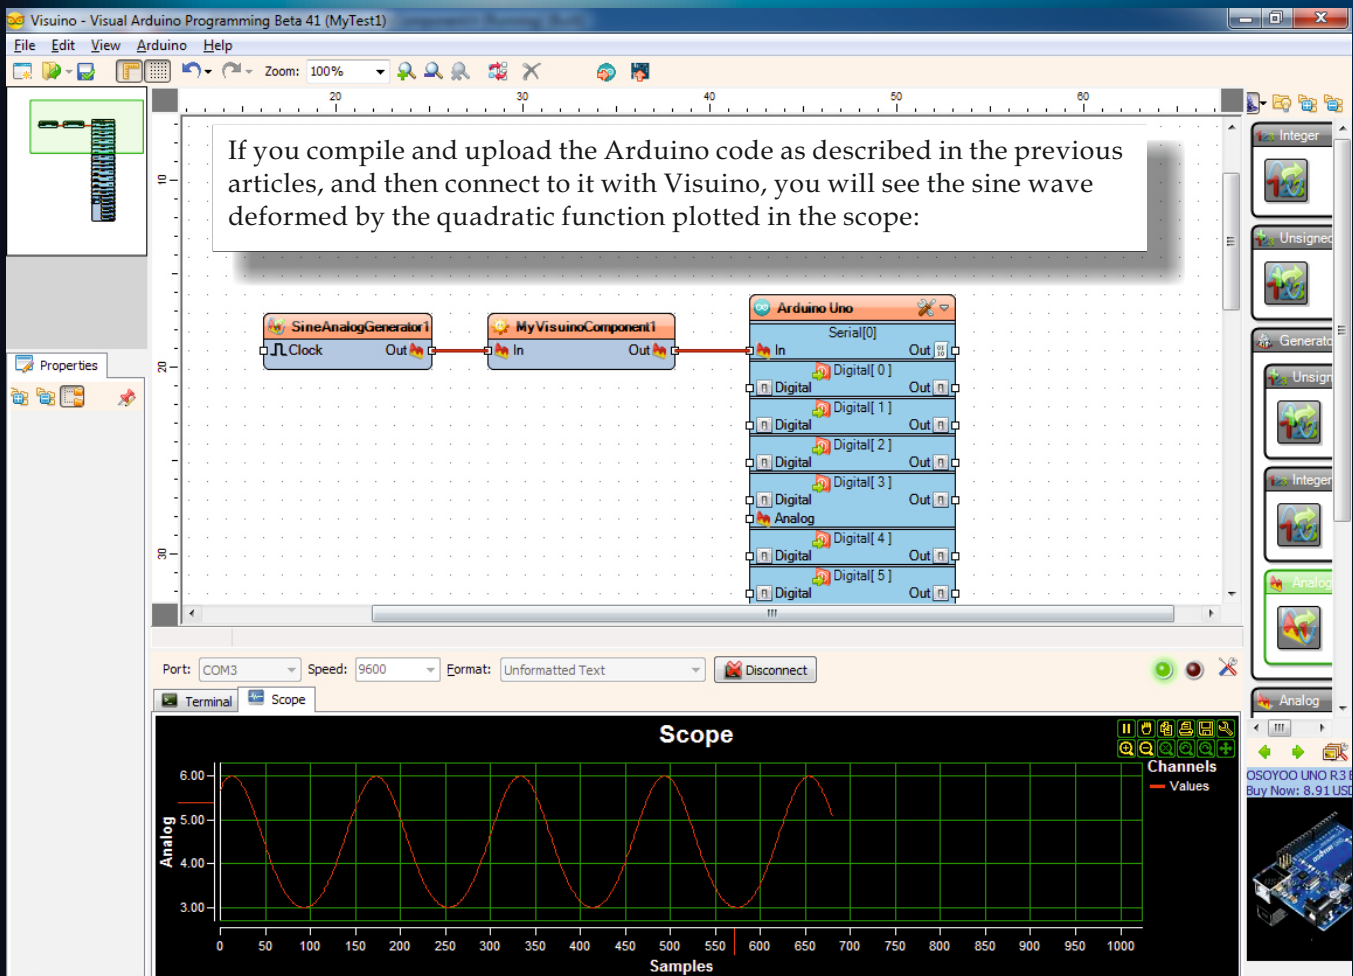 Visuino - Visual Arduino Programming Beta 41 (MyTest1)
File Edit View Arduino Help
Zoom: 100%
20 30 40 50 60
10
20
30
If you compile and upload the Arduino code as described in the previous
articles, and then connect to it with Visuino, you will see the sine wave
deformed by the quadratic function plotted in the scope:
SineAnalogGenerator1
Clock Out
MyVisuinoComponent1
In Out
Arduino Uno
Serial[0]
In Out
Digital[ 0 ]
Digital Out
Digital[ 1 ]
Digital Out
Digital[ 2 ]
Digital Out
Digital[ 3 ]
Digital Out
Analog
Digital[ 4 ]
Digital Out
Digital[ 5 ]
Digital Out
Properties
Integer
Unsigned
Generato
Unsign
Integer
Analog
Analog
Port: COM3 Speed: 9600 Format: Unformatted Text Disconnect
Terminal Scope
Scope
Channels
Values
Analog
6.00
5.00
4.00
3.00
0 50 100 150 200 250 300 350 400 450 500 550 600 650 700 750 800 850 900 950 1000
Samples
OSOYOO UNO R3 B
Buy Now: 8.91 USD